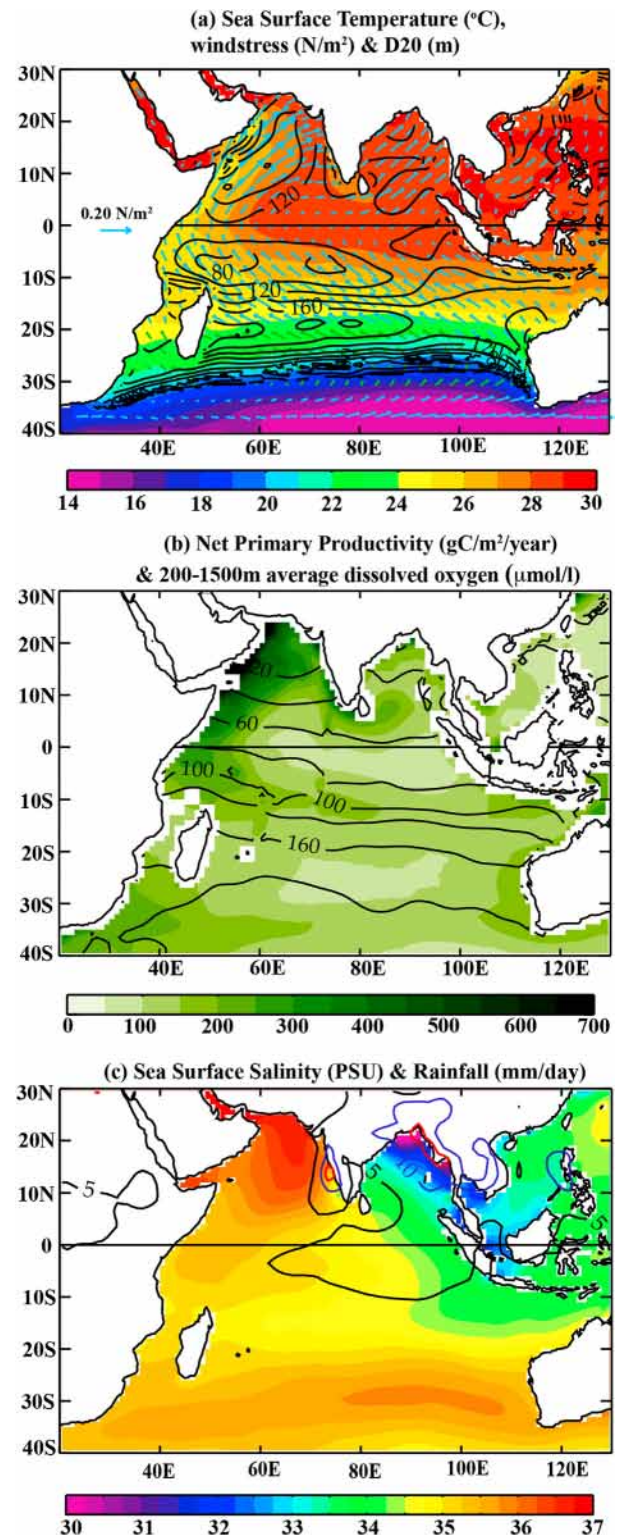 (a) Sea Surface Temperature (°C),
windstress (N/m²) & D20 (m)
30N
20N
10N
0
10S
20S
30S
40S
0.20 N/m²
120
80
120
160
120
40E 60E 80E 100E 120E
14 16 18 20 22 24 26 28 30
(b) Net Primary Productivity (gC/m²/year)
& 200-1500m average dissolved oxygen (μmol/l)
30N
20N
10N
0
10S
20S
30S
40S
20
60
100
100
160
40E 60E 80E 100E 120E
0 100 200 300 400 500 600 700
(c) Sea Surface Salinity (PSU) & Rainfall (mm/day)
30N
20N
10N
0
10S
20S
30S
40S
5
5
10
5
40E 60E 80E 100E 120E
30 31 32 33 34 35 36 37